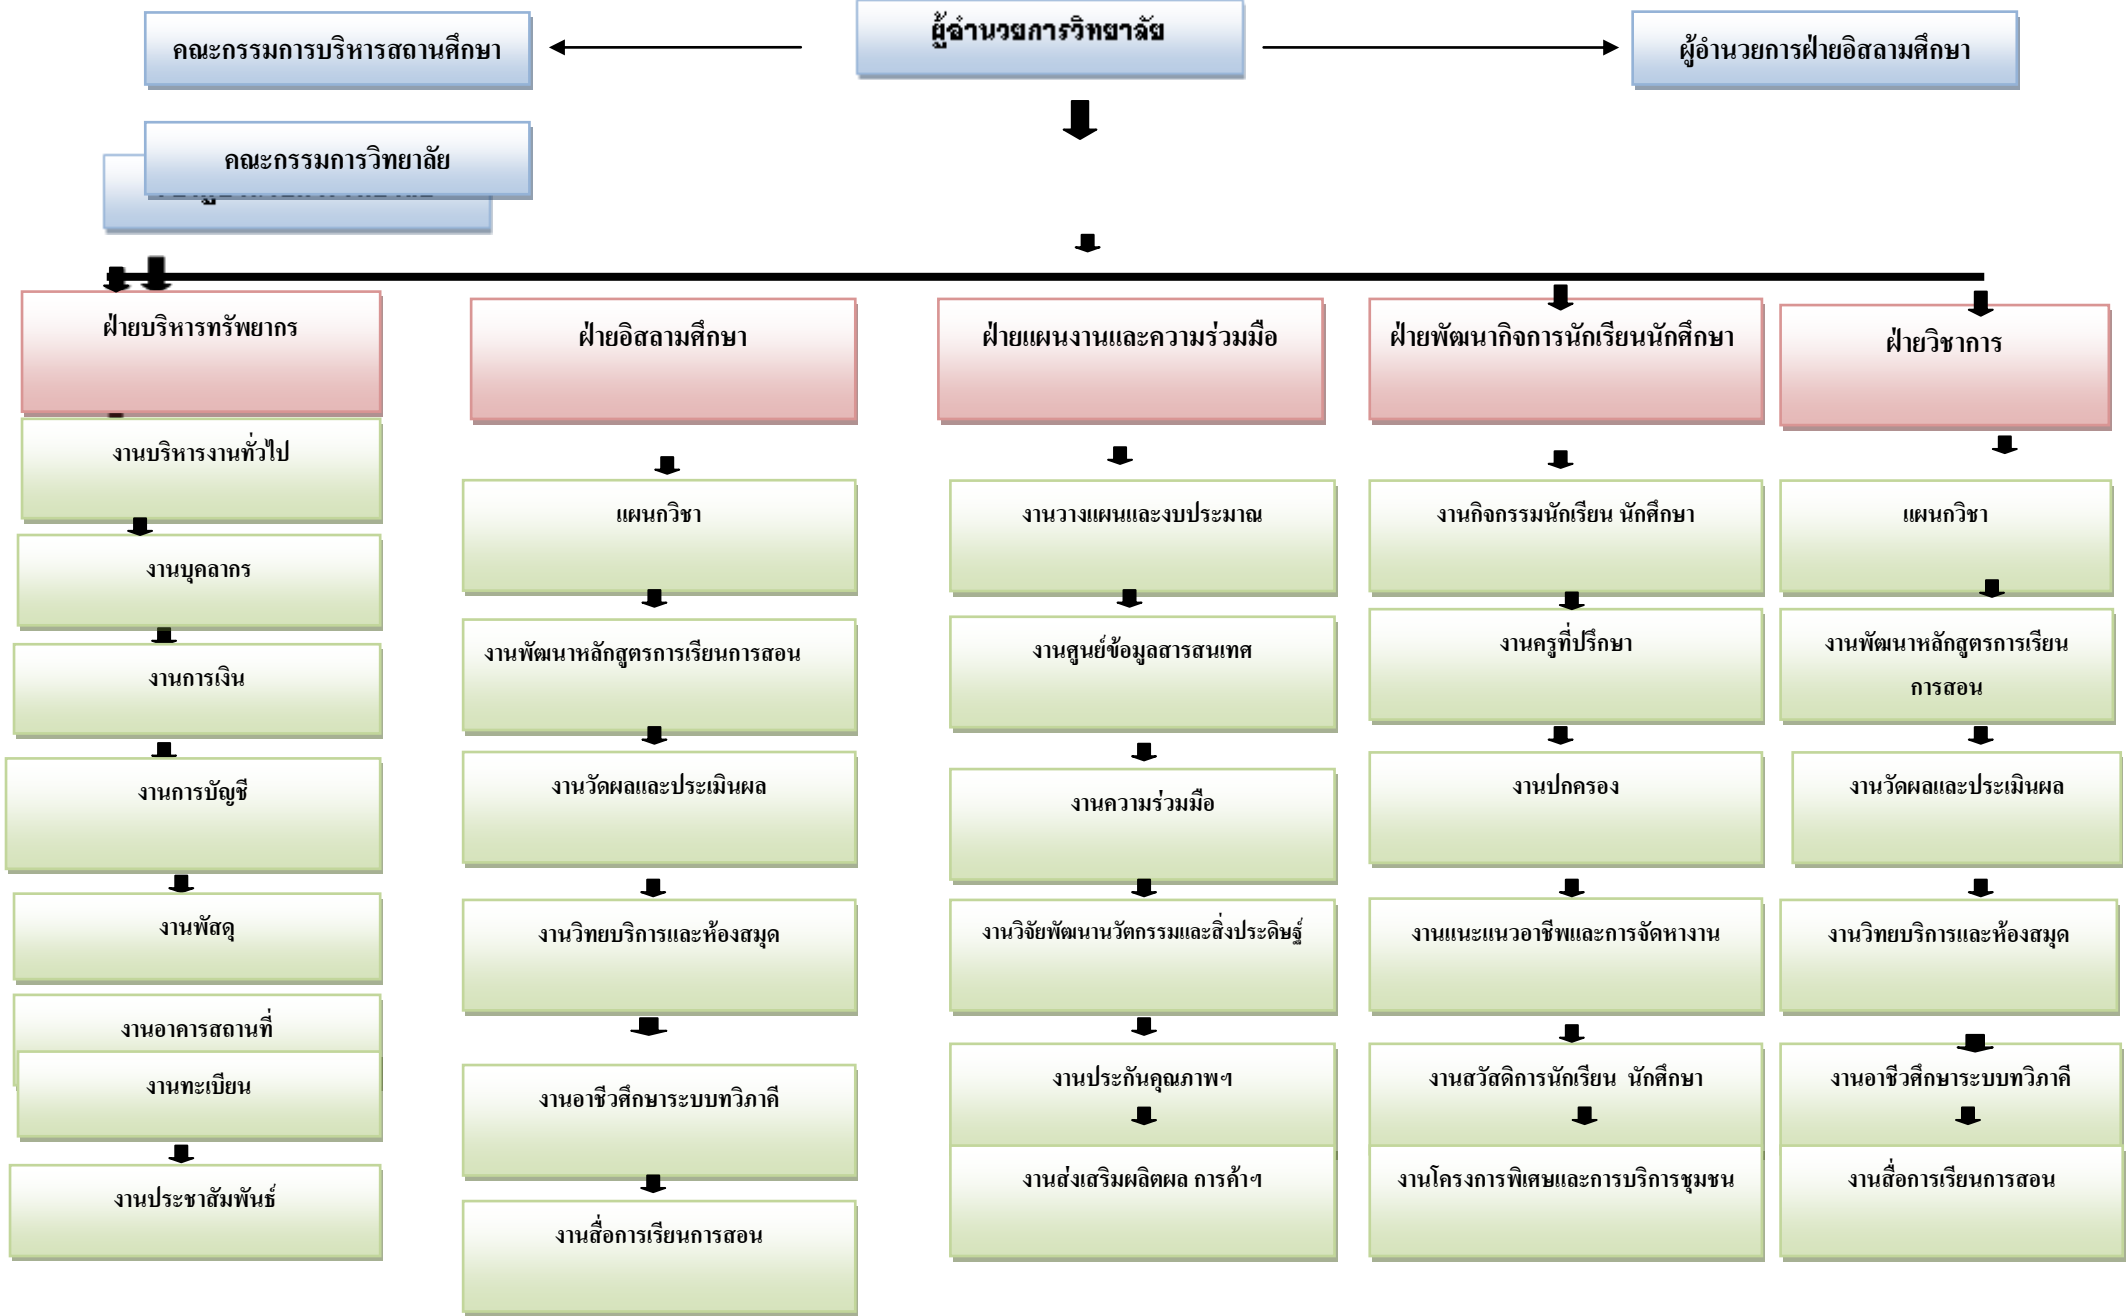 ผู้อำนวยการวิทยาลัย
คณะกรรมการบริหารสถานศึกษา
ผู้อำนวยการฝ่ายอิสลามศึกษา
คณะกรรมการวิทยาลัย
ฝ่ายบริหารทรัพยากร
งานบริหารงานทั่วไป
งานบุคลากร
งานการเงิน
งานการบัญชี
งานพัสดุ
งานอาคารสถานที่
งานทะเบียน
งานประชาสัมพันธ์
ฝ่ายอิสลามศึกษา
แผนกวิชา
งานพัฒนาหลักสูตรการเรียนการสอน
งานวัดผลและประเมินผล
งานวิทยบริการและห้องสมุด
งานอาชีวศึกษาระบบทวิภาคี
งานสื่อการเรียนการสอน
ฝ่ายแผนงานและความร่วมมือ
งานวางแผนและงบประมาณ
งานศูนย์ข้อมูลสารสนเทศ
งานความร่วมมือ
งานวิจัยพัฒนานวัตกรรมและสิ่งประดิษฐ์
งานประกันคุณภาพฯ
งานส่งเสริมผลิตผล การค้าฯ
ฝ่ายพัฒนากิจการนักเรียนนักศึกษา
งานกิจกรรมนักเรียน นักศึกษา
งานครูที่ปรึกษา
งานปกครอง
งานแนะแนวอาชีพและการจัดหางาน
งานสวัสดิการนักเรียน นักศึกษา
งานโครงการพิเศษและการบริการชุมชน
ฝ่ายวิชาการ
แผนกวิชา
งานพัฒนาหลักสูตรการเรียน
การสอน
งานวัดผลและประเมินผล
งานวิทยบริการและห้องสมุด
งานอาชีวศึกษาระบบทวิภาคี
งานสื่อการเรียนการสอน